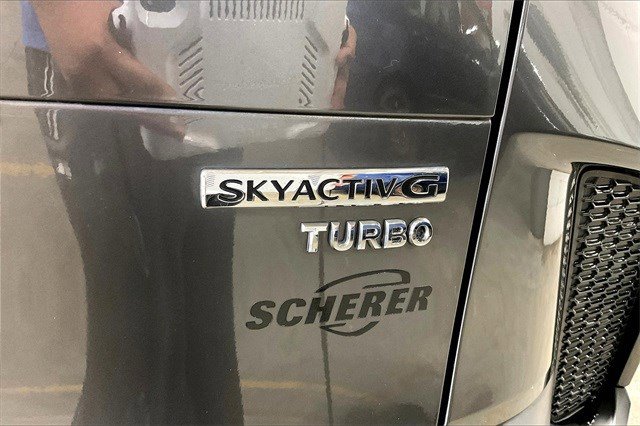 SKYACTIV G
TURBO
SCHERER